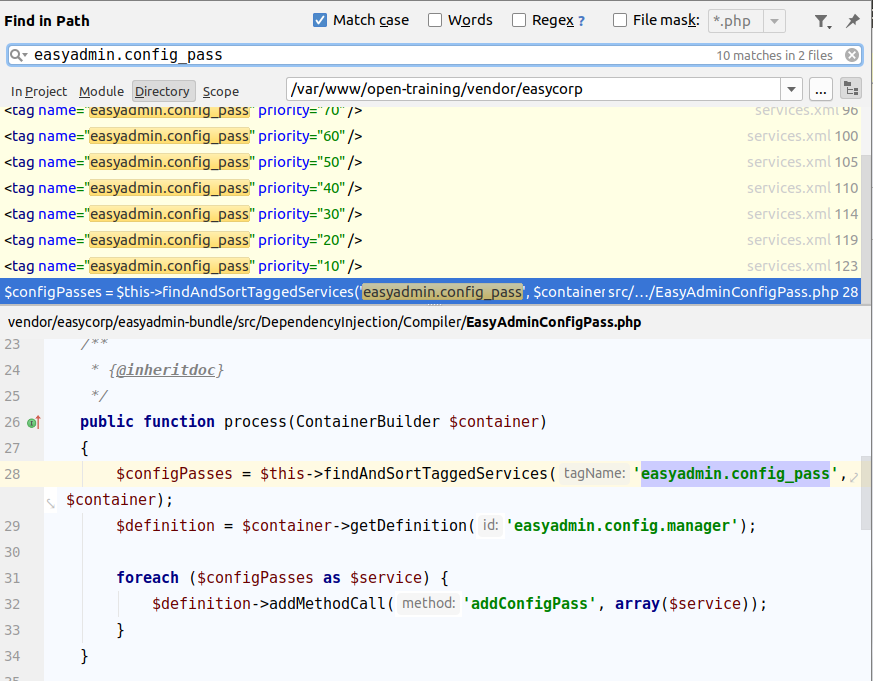 Find in Path Match case Words Regex ? File mask: *.php
easyadmin.config_pass 10 matches in 2 files
In Project Module Directory Scope /var/www/open-training/vendor/easycorp ...
<tag name="easyadmin.config_pass" priority="70"/> services.xml 96
<tag name="easyadmin.config_pass" priority="60"/> services.xml 100
<tag name="easyadmin.config_pass" priority="50"/> services.xml 105
<tag name="easyadmin.config_pass" priority="40"/> services.xml 110
<tag name="easyadmin.config_pass" priority="30"/> services.xml 114
<tag name="easyadmin.config_pass" priority="20"/> services.xml 119
<tag name="easyadmin.config_pass" priority="10"/> services.xml 123
$configPasses = $this->findAndSortTaggedServices('easyadmin.config_pass', $container src/.../EasyAdminConfigPass.php 28
vendor/easycorp/easyadmin-bundle/src/DependencyInjection/Compiler/EasyAdminConfigPass.php
23 /**
24 * {@inheritdoc}
25 */
26 public function process(ContainerBuilder $container)
27 {
28 $configPasses = $this->findAndSortTaggedServices( tagName: 'easyadmin.config_pass',
$container);
29 $definition = $container->getDefinition( id: 'easyadmin.config.manager');
30
31 foreach ($configPasses as $service) {
32 $definition->addMethodCall( method: 'addConfigPass', array($service));
33 }
34 }